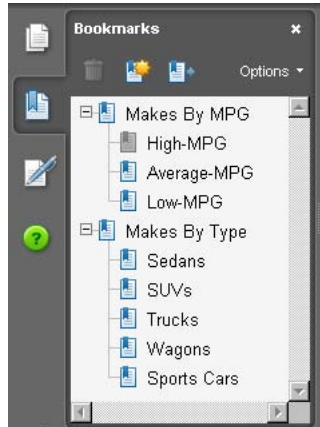 Bookmarks ×
Options
Makes By MPG
High-MPG
Average-MPG
Low-MPG
Makes By Type
Sedans
SUVs
Trucks
Wagons
Sports Cars
?